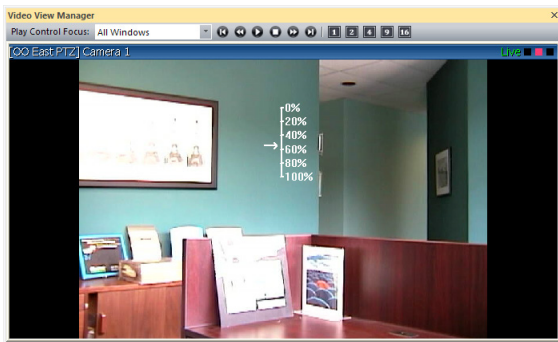 Video View Manager
Play Control Focus: All Windows
1 2 4 9 16
[OO East PTZ] Camera 1 Live
0%
20%
40%
60%
80%
100%